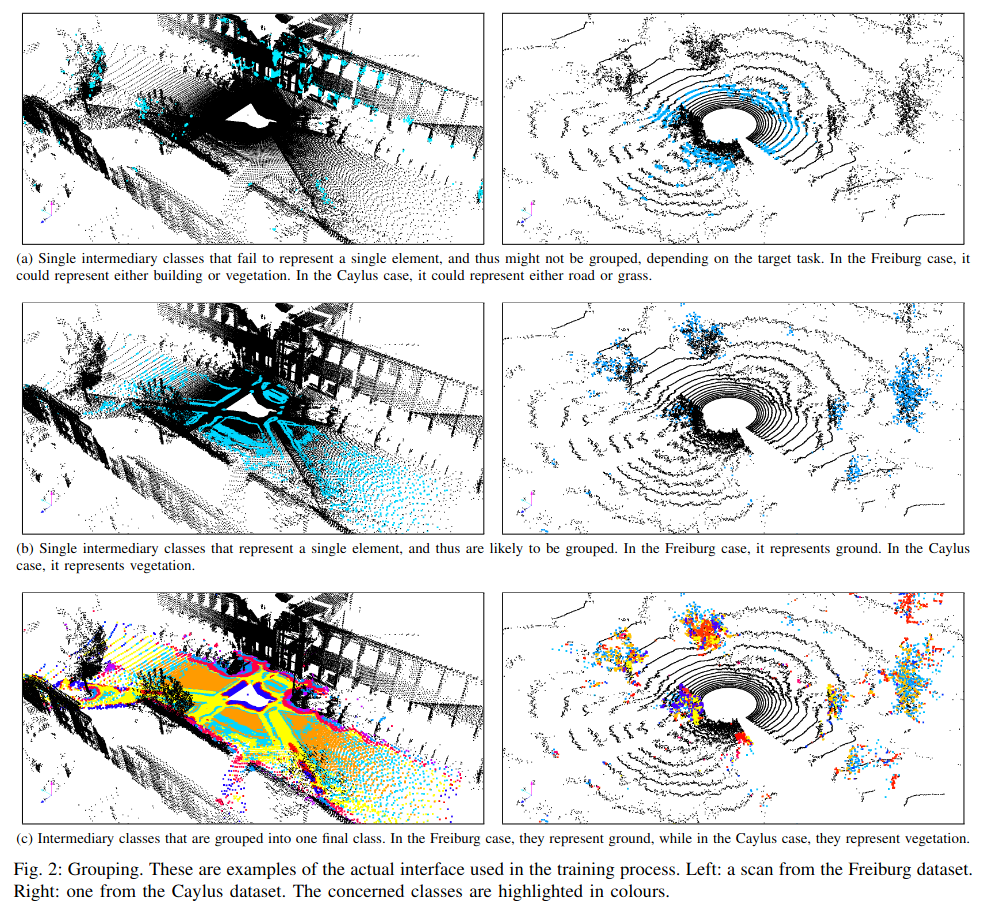 (a) Single intermediary classes that fail to represent a single element, and thus might not be grouped, depending on the target task. In the Freiburg case, it
could represent either building or vegetation. In the Caylus case, it could represent either road or grass.
(b) Single intermediary classes that represent a single element, and thus are likely to be grouped. In the Freiburg case, it represents ground. In the Caylus
case, it represents vegetation.
(c) Intermediary classes that are grouped into one final class. In the Freiburg case, they represent ground, while in the Caylus case, they represent vegetation.
Fig. 2: Grouping. These are examples of the actual interface used in the training process. Left: a scan from the Freiburg dataset.
Right: one from the Caylus dataset. The concerned classes are highlighted in colours.